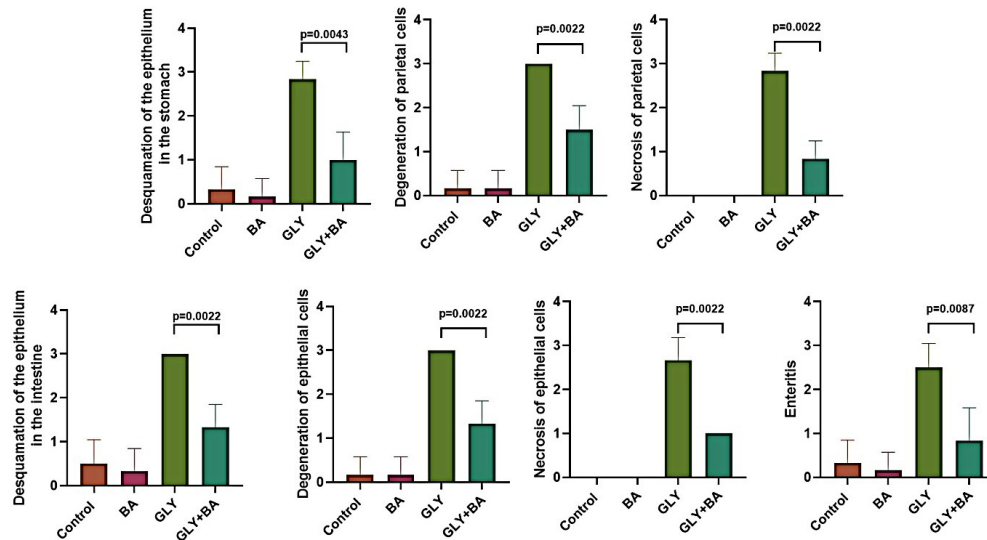 Desquamation of the epithelium
in the stomach
4
3
2
1
0
p=0.0043
Control
BA
GLY
GLY+BA
Degeneration of parietal cells
4
3
2
1
0
p=0.0022
Control
BA
GLY
GLY+BA
Necrosis of parietal cells
4
3
2
1
0
p=0.0022
Control
BA
GLY
GLY+BA
Desquamation of the epithelium
in the intestine
4
3
2
1
0
p=0.0022
Control
BA
GLY
GLY+BA
Degeneration of epithelial cells
4
3
2
1
0
p=0.0022
Control
BA
GLY
GLY+BA
Necrosis of epithelial cells
4
3
2
1
0
p=0.0022
Control
BA
GLY
GLY+BA
Enteritis
4
3
2
1
0
p=0.0087
Control
BA
GLY
GLY+BA